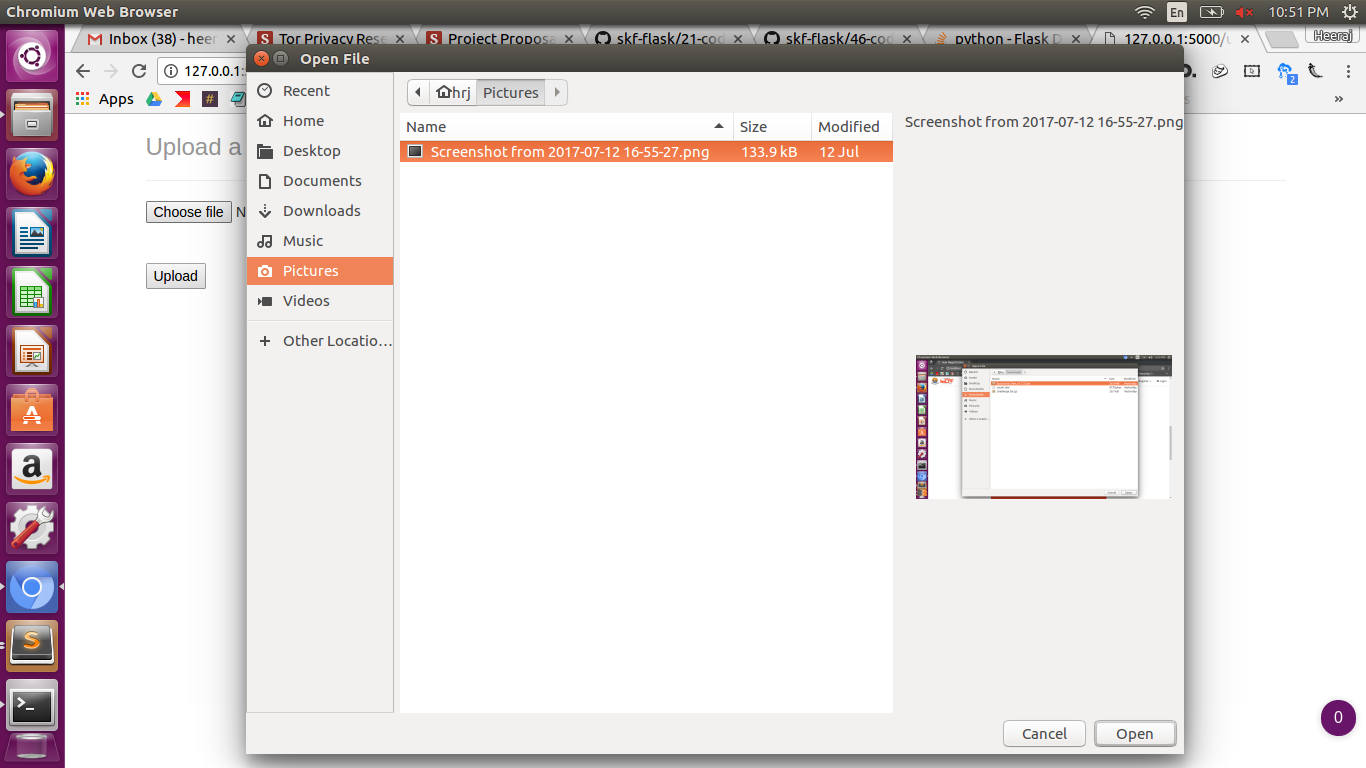 Chromium Web Browser
En
10:51 PM
Inbox (38) - heer
Tor Privacy Rese
Project Proposa
skf-flask/21-cod
skf-flask/46-cod
python - Flask D
127.0.0.1:5000/u
Heeraj
Open File
127.0.0.1:
2
Apps
Recent
Home
Desktop
Documents
Downloads
Music
Pictures
Videos
Other Locatio...
hrj
Pictures
Name
Size
Modified
Screenshot from 2017-07-12 16-55-27.png
133.9 kB
12 Jul
Screenshot from 2017-07-12 16-55-27.png
Upload a
Choose file
N
Upload
Cancel
Open
0